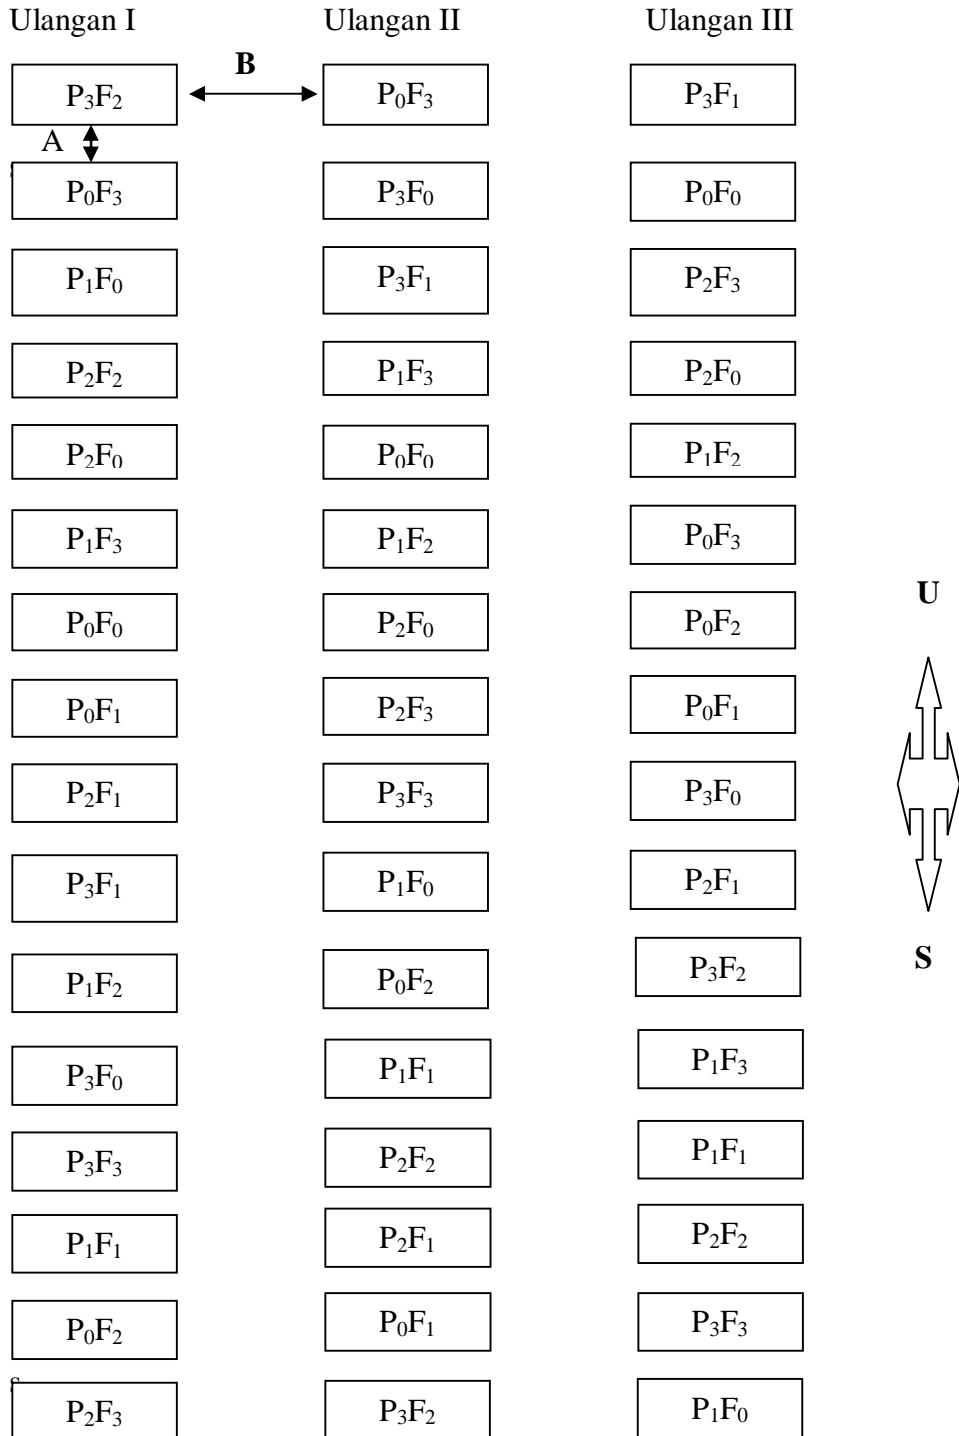 Ulangan I Ulangan II Ulangan III
B
P₃F₂ P₀F₃ P₃F₁
A
P₀F₃ P₃F₀ P₀F₀
P₁F₀ P₃F₁ P₂F₃
P₂F₂ P₁F₃ P₂F₀
P₂F₀ P₀F₀ P₁F₂
P₁F₃ P₁F₂ P₀F₃
U
P₀F₀ P₂F₀ P₀F₂
P₀F₁ P₂F₃ P₀F₁
P₂F₁ P₃F₃ P₃F₀
P₃F₁ P₁F₀ P₂F₁
S
P₁F₂ P₀F₂ P₃F₂
P₃F₀ P₁F₁ P₁F₃
P₃F₃ P₂F₂ P₁F₁
P₁F₁ P₂F₁ P₂F₂
P₀F₂ P₀F₁ P₃F₃
P₂F₃ P₃F₂ P₁F₀